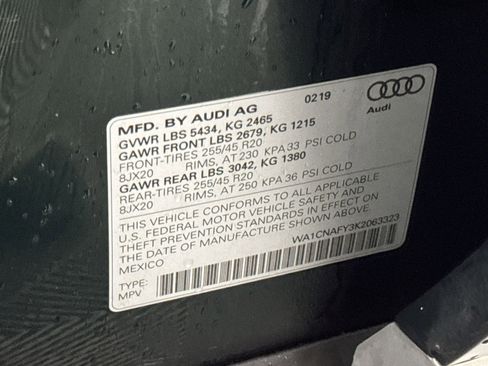 MFD. BY AUDI AG 02/19
Audi
GVWR LBS 5434, KG 2465
GAWR FRONT LBS 2679, KG 1215
FRONT-TIRES 255/45 R20
8JX20 RIMS, AT 230 KPA 33 PSI COLD
GAWR REAR LBS 3042, KG 1380
REAR-TIRES 255/45 R20
8JX20 RIMS, AT 250 KPA 36 PSI COLD
THIS VEHICLE CONFORMS TO ALL APPLICABLE
U.S. FEDERAL MOTOR VEHICLE SAFETY AND
THEFT PREVENTION STANDARDS IN EFFECT ON
THE DATE OF MANUFACTURE SHOWN ABOVE.
MEXICO
WA1CNAFY3K2063323
TYPE:
MPV